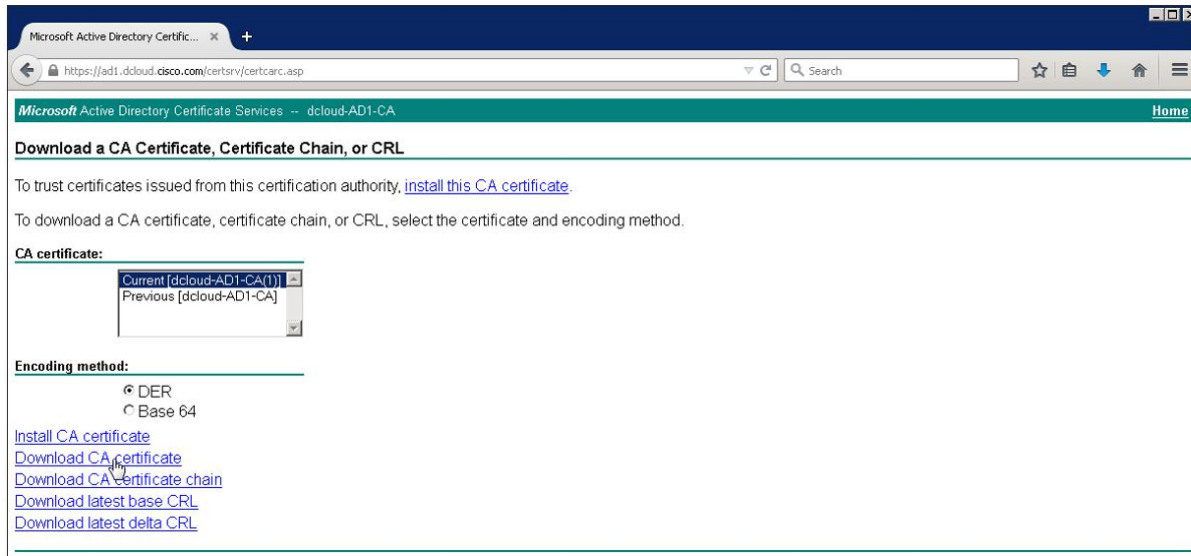 Microsoft Active Directory Certific...
https://ad1.dcloud.cisco.com/certsrv/certcarc.asp
Search
Microsoft Active Directory Certificate Services -- dcloud-AD1-CA
Home
Download a CA Certificate, Certificate Chain, or CRL
To trust certificates issued from this certification authority, install this CA certificate.
To download a CA certificate, certificate chain, or CRL, select the certificate and encoding method.
CA certificate:
Current [dcloud-AD1-CA(1)]
Previous [dcloud-AD1-CA]
Encoding method:
DER
Base 64
Install CA certificate
Download CA certificate
Download CA certificate chain
Download latest base CRL
Download latest delta CRL